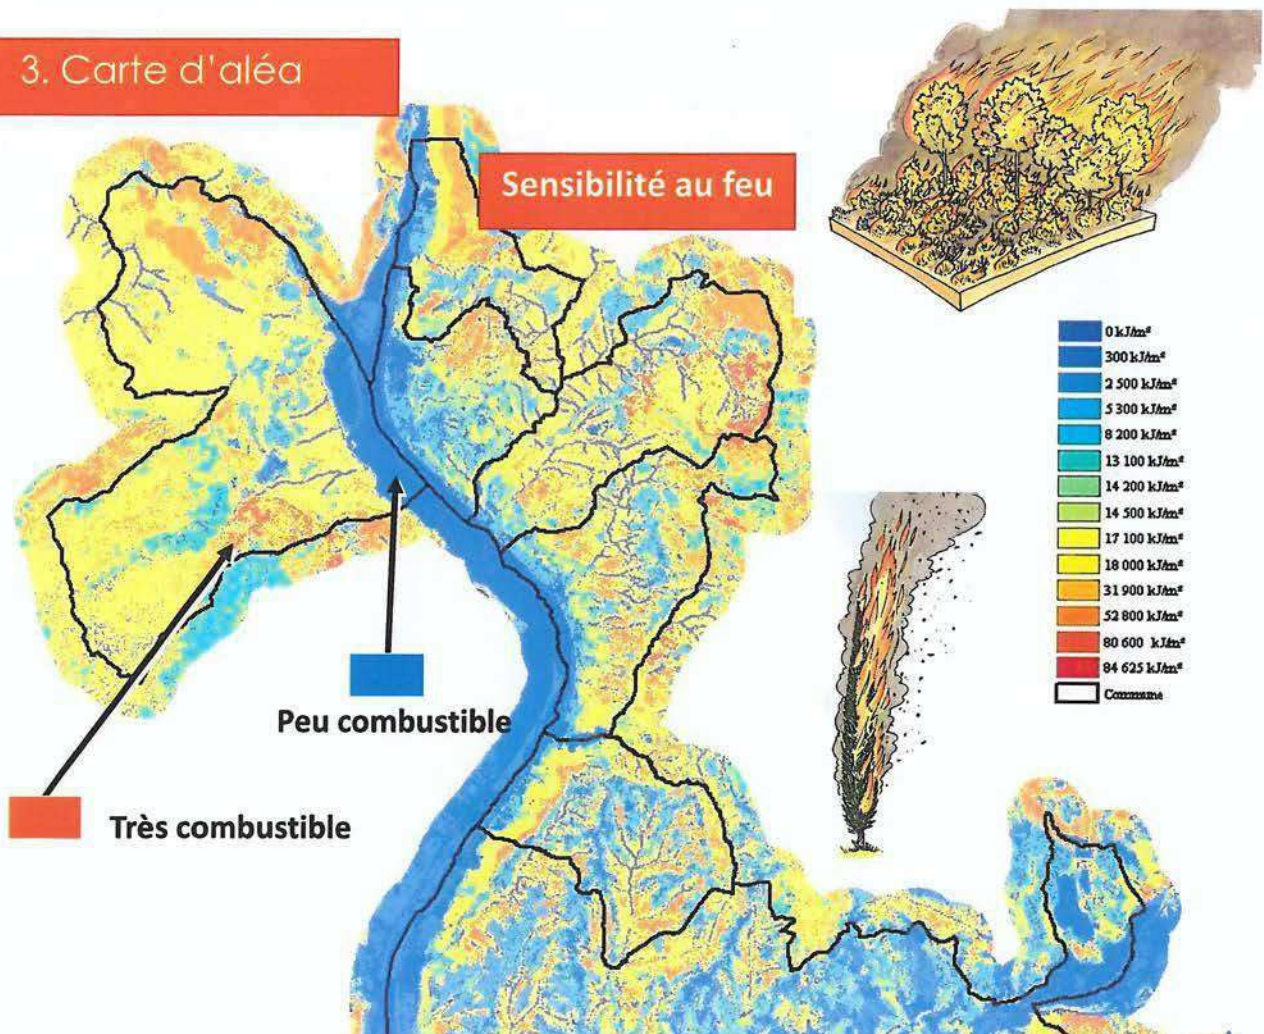 3. Carte d'aléa
Sensibilité au feu
0 kJ/m²
300 kJ/m²
2 500 kJ/m²
5 300 kJ/m²
8 200 kJ/m²
13 100 kJ/m²
14 200 kJ/m²
14 500 kJ/m²
17 100 kJ/m²
18 000 kJ/m²
31 900 kJ/m²
52 800 kJ/m²
80 600 kJ/m²
84 625 kJ/m²
Commune
Peu combustible
Très combustible